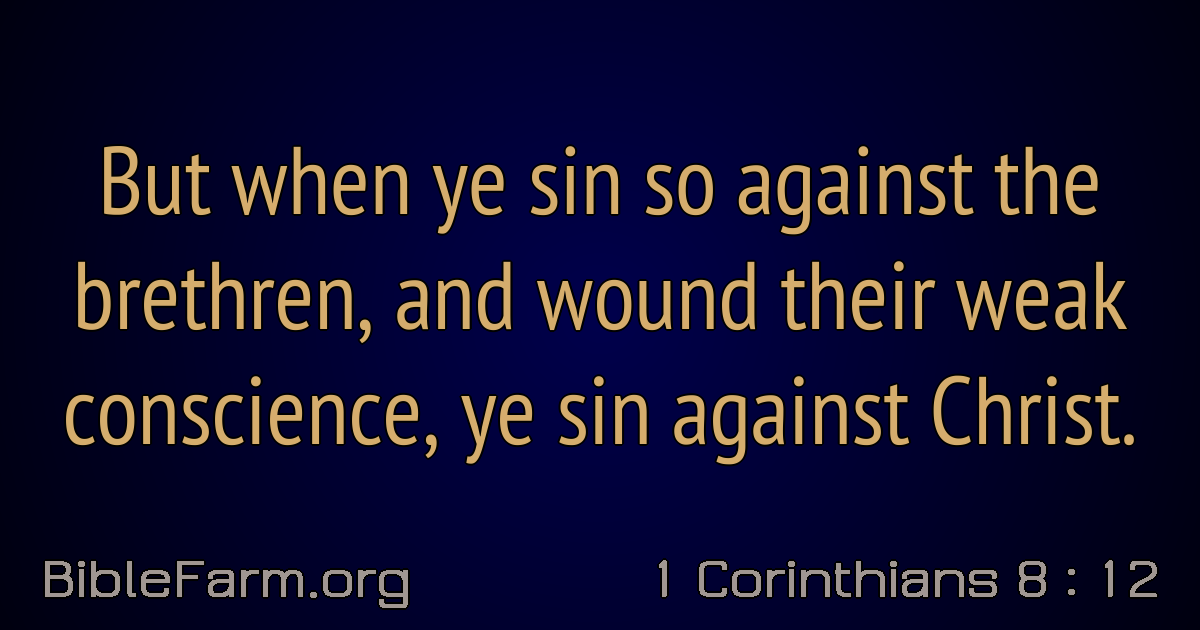 But when ye sin so against the
brethren, and wound their weak
conscience, ye sin against Christ.
BibleFarm.org
1 Corinthians 8 : 12